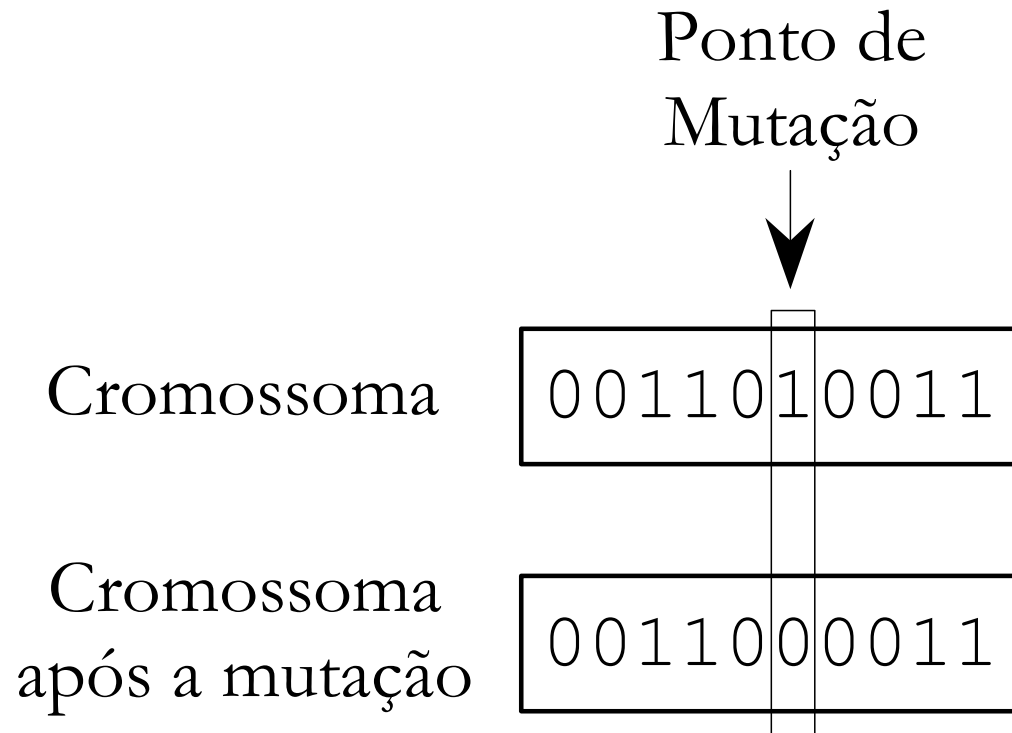 Ponto de
Mutação
Cromossoma
0011010011
Cromossoma
após a mutação
0011000011